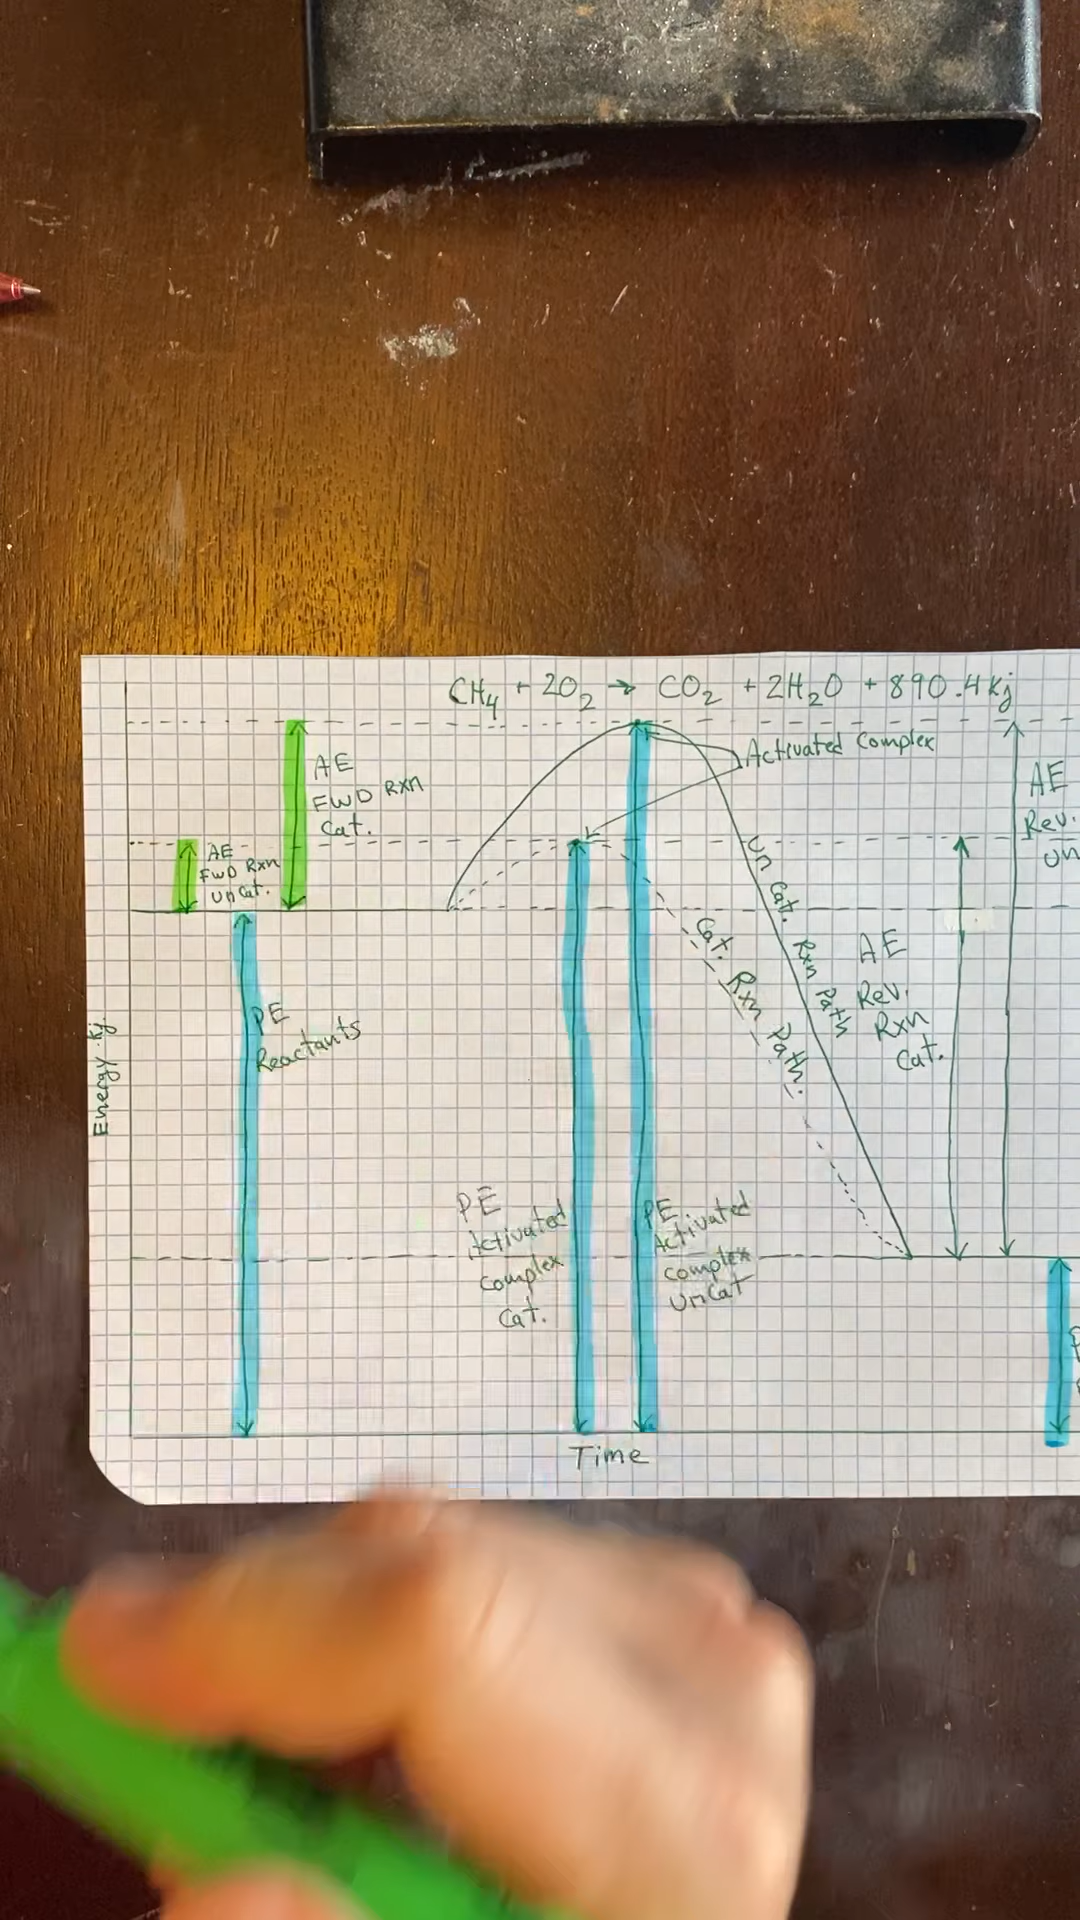 CH4 + 2O2 → CO2 + 2H2O + 890.4 Kj
Activated Complex
AE
FWD Rxn
Cat.
AE
FWD Rxn
UnCat.
AE
Rev.
Un
Un Cat. Rxn Path
Cat. Rxn Path.
AE
Rev.
Rxn
Cat.
PE
Reactants
Energy Kj
PE
Activated
Complex
Cat.
PE
Activated
Complex
UnCat
Time